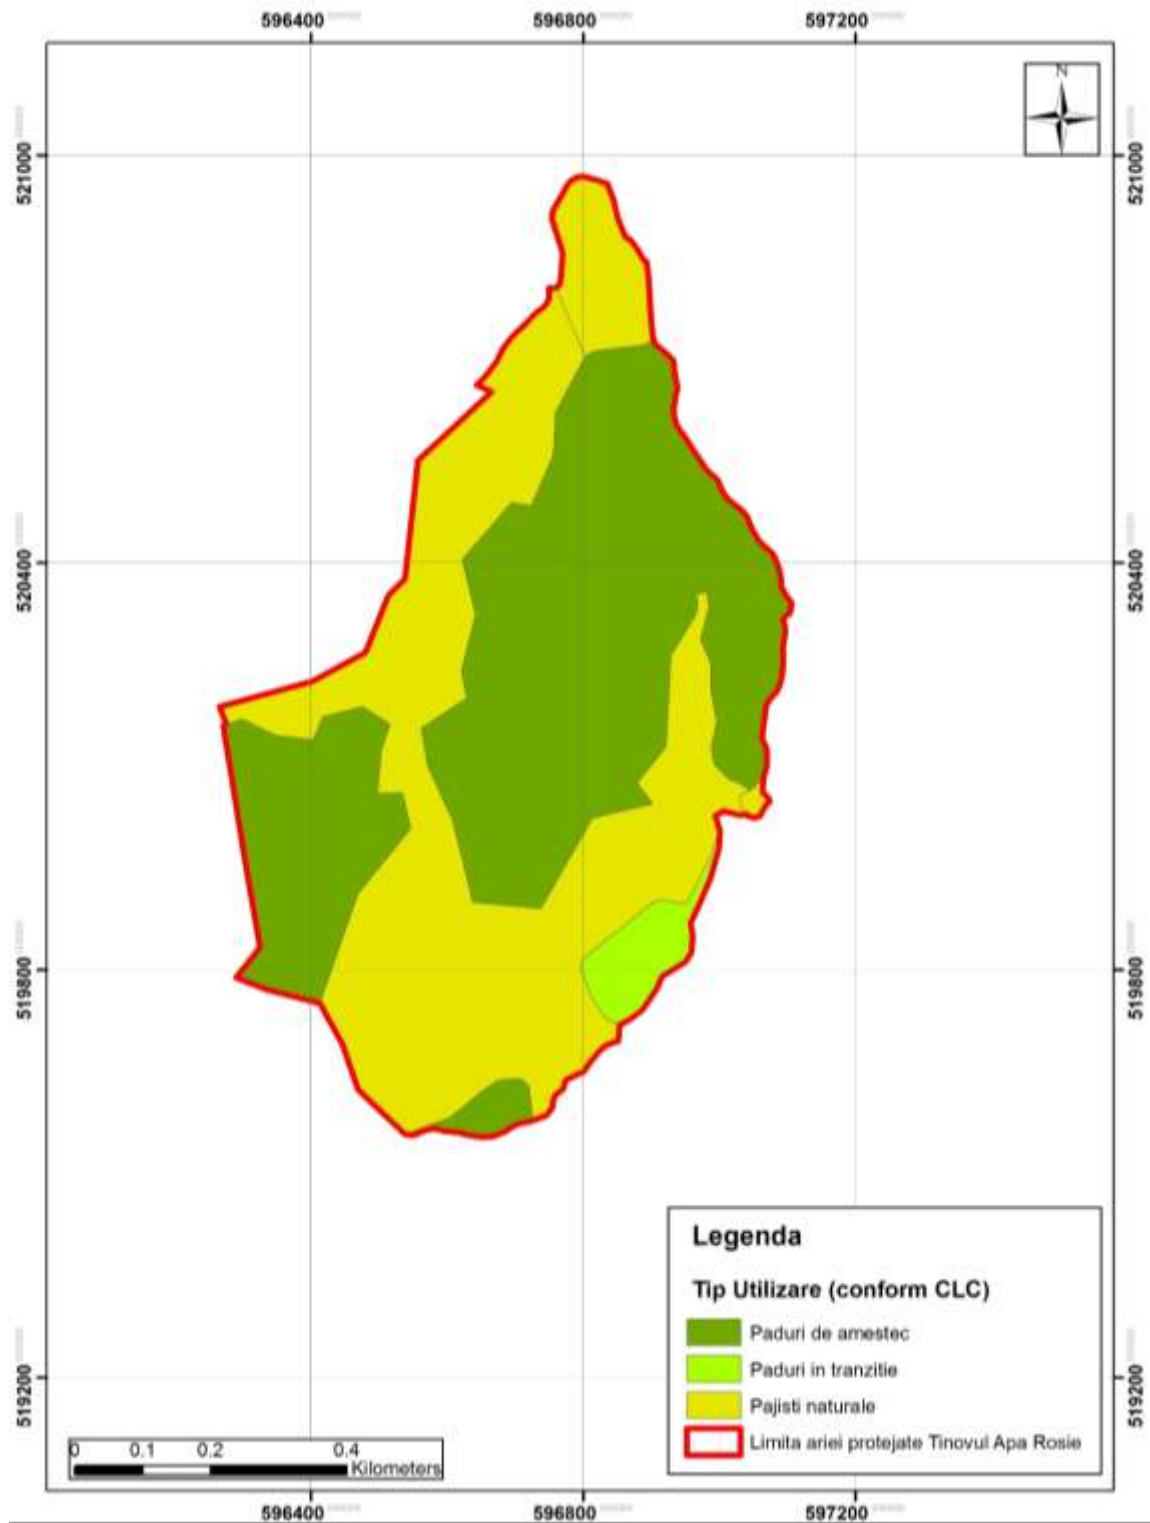 596400
596800
597200
N
521000
521000
520400
520400
519800
519800
519200
519200
Legenda
Tip Utilizare (conform CLC)
Paduri de amestec
Paduri in tranzitie
Pajisti naturale
Limita ariei protejate Tinovul Apa Rosie
0 0.1 0.2 0.4
Kilometers
596400
596800
597200